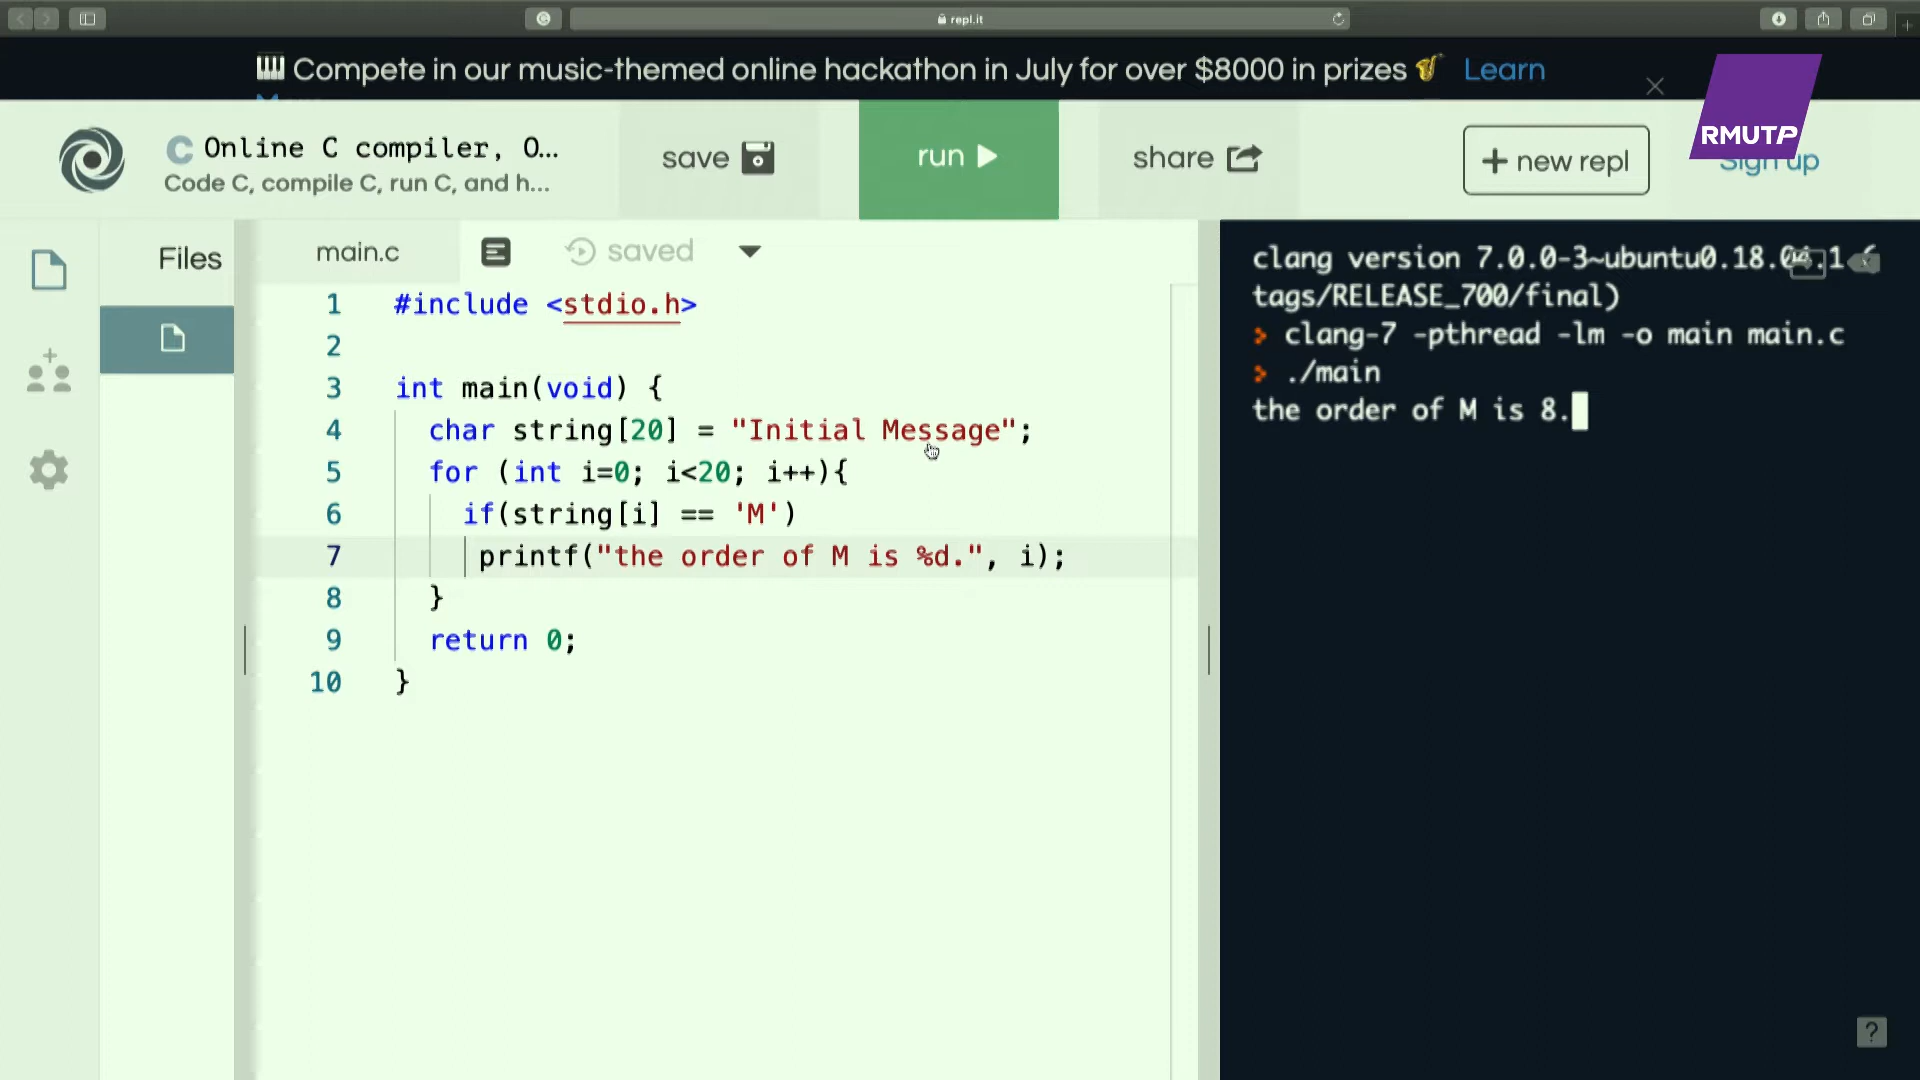 repl.it
Compete in our music-themed online hackathon in July for over $8000 in prizes Learn
RMUTP
Online C compiler, O...
Code C, compile C, run C, and h...
save
run
share
+ new repl
Sign up
Files
main.c
saved
1 #include <stdio.h>
2
3 int main(void) {
4 char string[20] = "Initial Message";
5 for (int i=0; i<20; i++){
6 if(string[i] == 'M')
7 printf("the order of M is %d.", i);
8 }
9 return 0;
10 }
clang version 7.0.0-3~ubuntu0.18.04.1 (
tags/RELEASE_700/final)
> clang-7 -pthread -lm -o main main.c
> ./main
the order of M is 8.
?